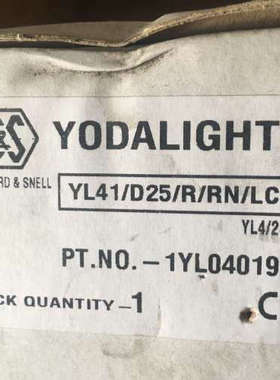 &S YODALIGHT
RD & SNELL
YL41/D25/R/RN/LC
YL4/2
PT.NO.-1YL04019
CK QUANTITY-1